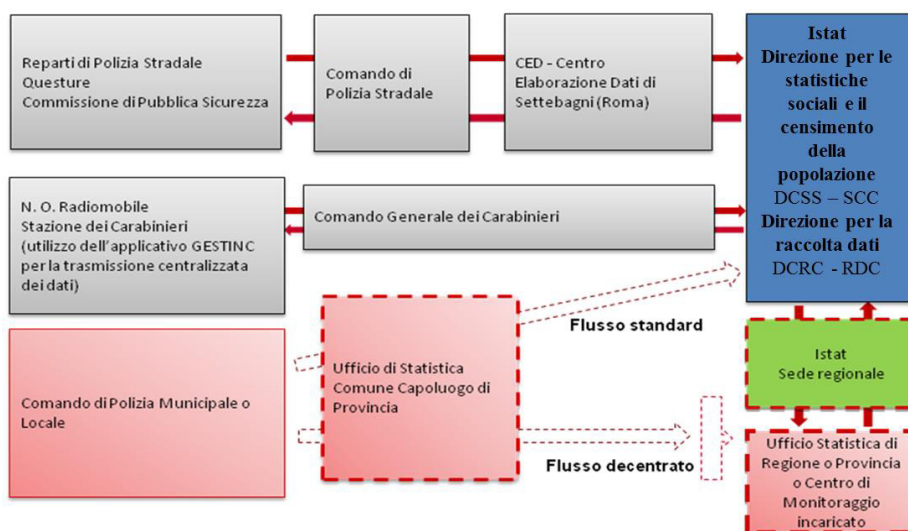 Reparti di Polizia Stradale
Questure
Commissione di Pubblica Sicurezza
Comando di
Polizia Stradale
CED - Centro
Elaborazione Dati di
Settebagni (Roma)
Istat
Direzione per le
statistiche
sociali e il
censimento
della
popolazione
DCSS – SCC
Direzione per la
raccolta dati
DCRC - RDC
N. O. Radiomobile
Stazione dei Carabinieri
(utilizzo dell'applicativo GESTINC
per la trasmissione centralizzata
dei dati)
Comando Generale dei Carabinieri
Flusso standard
Comando di Polizia Municipale o
Locale
Ufficio di Statistica
Comune Capoluogo di
Provincia
Istat
Sede regionale
Flusso decentrato
Ufficio Statistica di
Regione o Provincia
o Centro di
Monitoraggio
incaricato